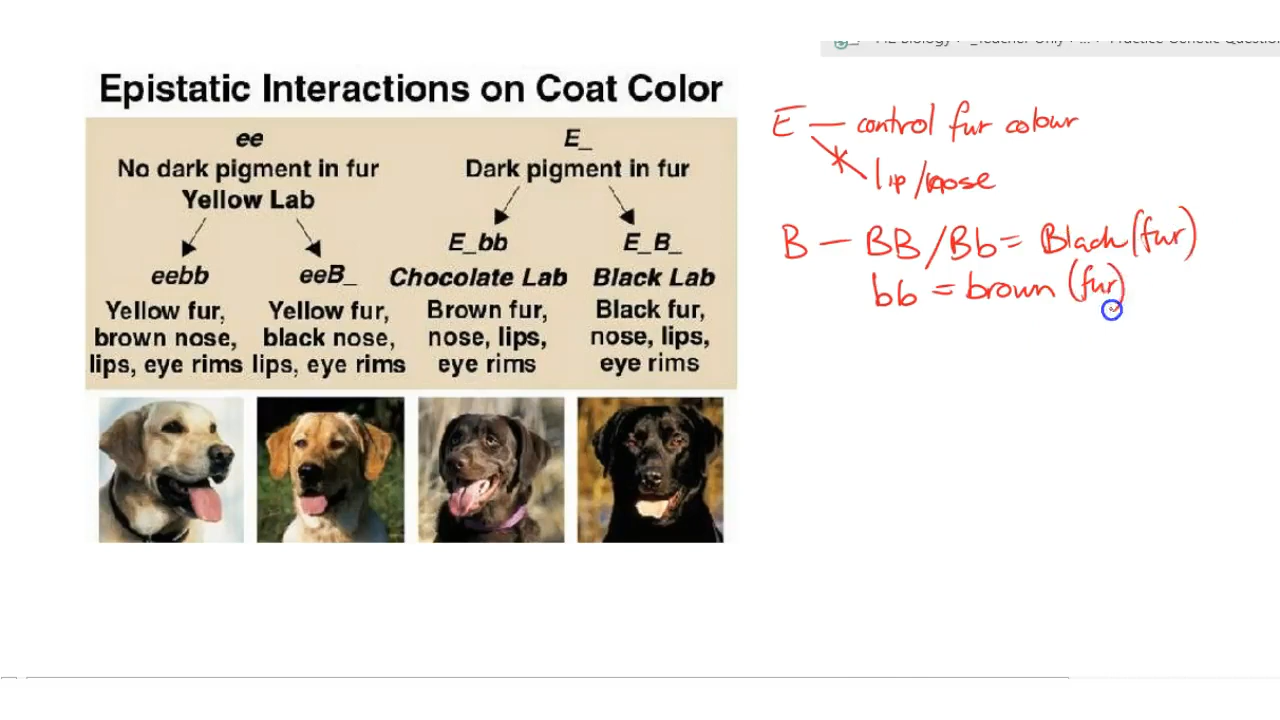 Epistatic Interactions on Coat Color
ee
No dark pigment in fur
Yellow Lab
E_
Dark pigment in fur
eebb
Yellow fur,
brown nose,
lips, eye rims
eeB_
Yellow fur,
black nose,
lips, eye rims
E_bb
Chocolate Lab
Brown fur,
nose, lips,
eye rims
E_B_
Black Lab
Black fur,
nose, lips,
eye rims
E — control fur colour
lip/nose
B — BB/Bb = Black (fur)
bb = brown (fur)